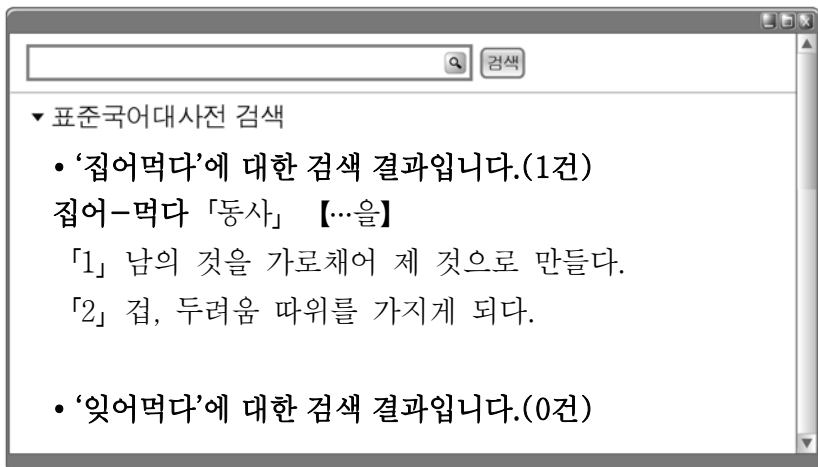 검색
▼ 표준국어대사전 검색
• ‘집어먹다’에 대한 검색 결과입니다.(1건)
집어-먹다「동사」 【…을】
「1」 남의 것을 가로채어 제 것으로 만들다.
「2」 겁, 두려움 따위를 가지게 되다.
• ‘잊어먹다’에 대한 검색 결과입니다.(0건)